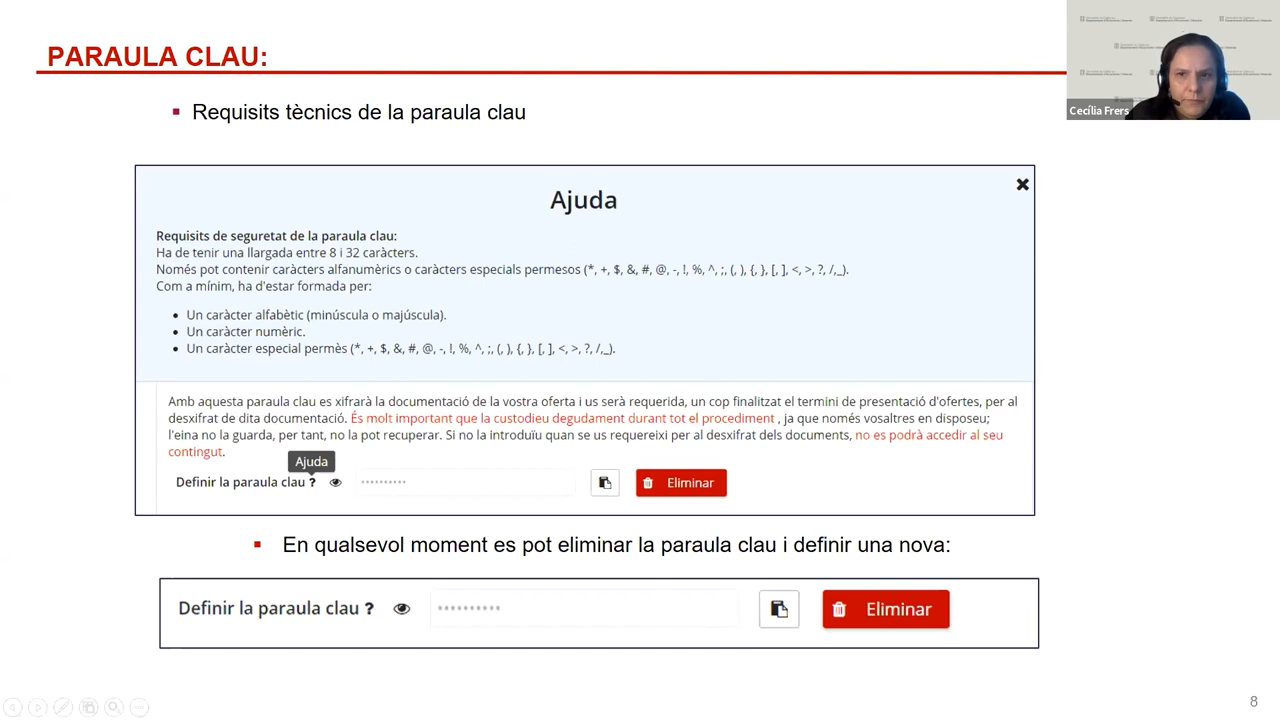 PARAULA CLAU:
Cecília Frers
▪ Requisits tècnics de la paraula clau
Ajuda
Requisits de seguretat de la paraula clau:
Ha de tenir una llargada entre 8 i 32 caràcters.
Només pot contenir caràcters alfanumèrics o caràcters especials permesos (*, +, $, &, #, @, -, !, %, ^, ;, (, ), {, }, [, ], <, >, ?, /,_).
Com a mínim, ha d'estar formada per:
• Un caràcter alfabètic (minúscula o majúscula).
• Un caràcter numèric.
• Un caràcter especial permès (*, +, $, &, #, @, -, !, %, ^, ;, (, ), {, }, [, ], <, >, ?, /,_).
Amb aquesta paraula clau es xifrarà la documentació de la vostra oferta i us serà requerida, un cop finalitzat el termini de presentació d'ofertes, per al
desxifrat de dita documentació. És molt important que la custodieu degudament durant tot el procediment , ja que només vosaltres en disposeu;
l'eina no la guarda, per tant, no la pot recuperar. Si no la introduïu quan se us requereixi per al desxifrat dels documents, no es podrà accedir al seu
contingut.
Ajuda
Definir la paraula clau ? •••••••••• Eliminar
▪ En qualsevol moment es pot eliminar la paraula clau i definir una nova:
Definir la paraula clau ? •••••••••• Eliminar
8